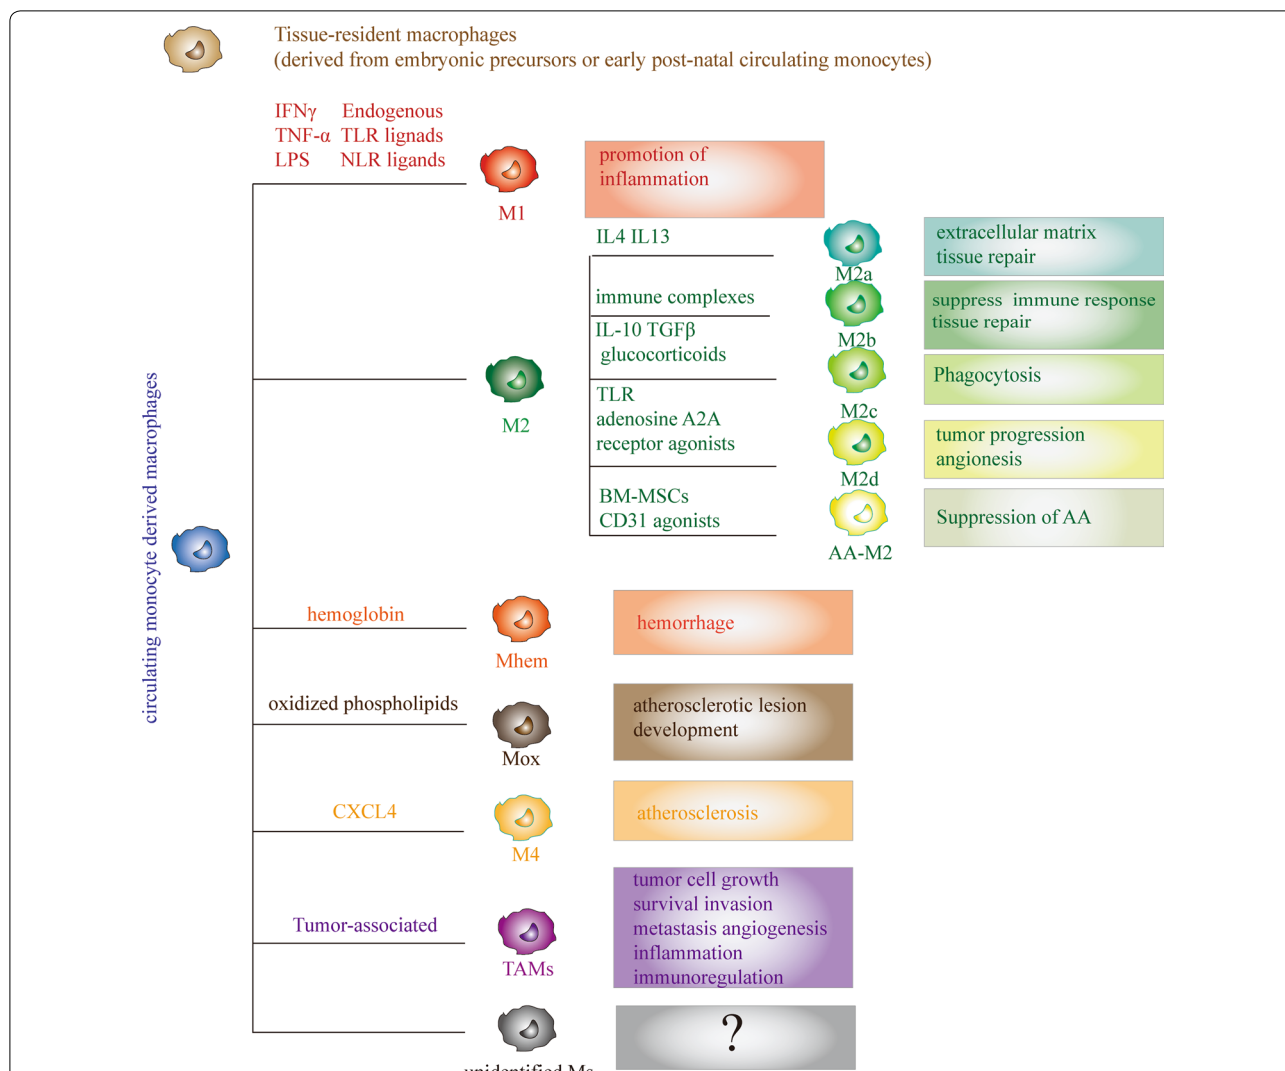 Tissue-resident macrophages
(derived from embryonic precursors or early post-natal circulating monocytes)
IFNγ Endogenous
TNF-α TLR lignads
LPS NLR ligands
M1
promotion of
inflammation
circulating monocyte derived macrophages
M2
IL4 IL13
M2a
extracellular matrix
tissue repair
immune complexes
M2b
suppress immune response
tissue repair
IL-10 TGFβ
glucocorticoids
M2c
Phagocytosis
TLR
adenosine A2A
receptor agonists
M2d
tumor progression
angionesis
BM-MSCs
CD31 agonists
AA-M2
Suppression of AA
hemoglobin
Mhem
hemorrhage
oxidized phospholipids
Mox
atherosclerotic lesion
development
CXCL4
M4
atherosclerosis
Tumor-associated
TAMs
tumor cell growth
survival invasion
metastasis angiogenesis
inflammation
immunoregulation
?
unidentified Ms